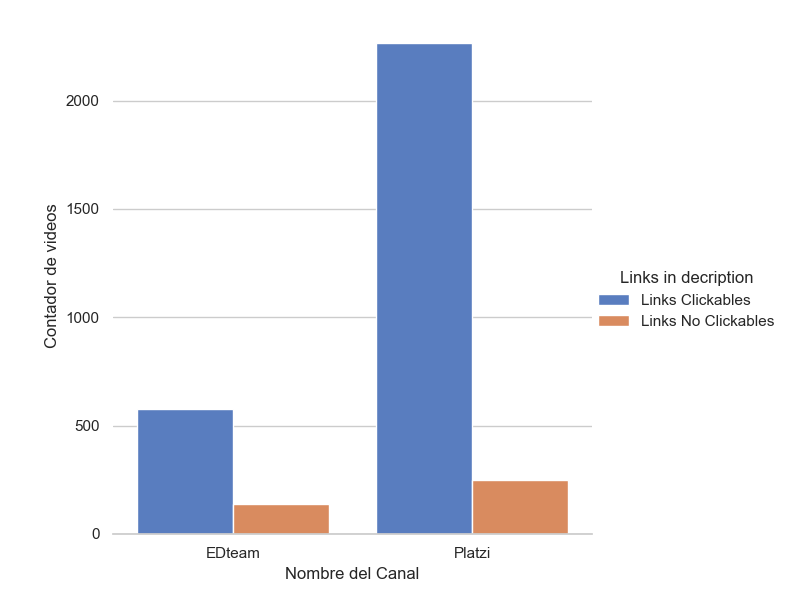 2000
1500
1000
500
0
Contador de videos
EDteam
Platzi
Nombre del Canal
Links in decription
Links Clickables
Links No Clickables